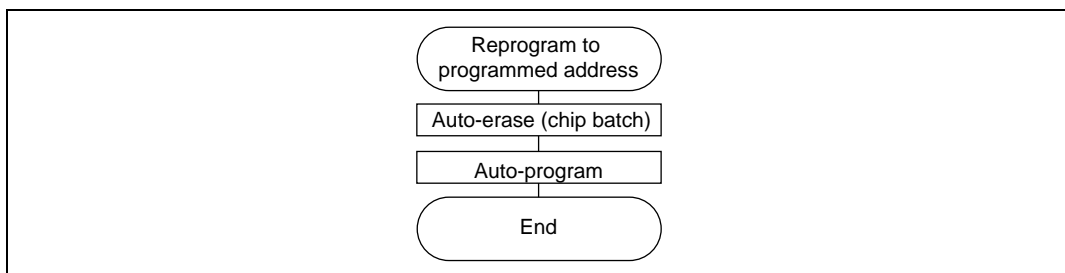 Reprogram to
programmed address
Auto-erase (chip batch)
Auto-program
End